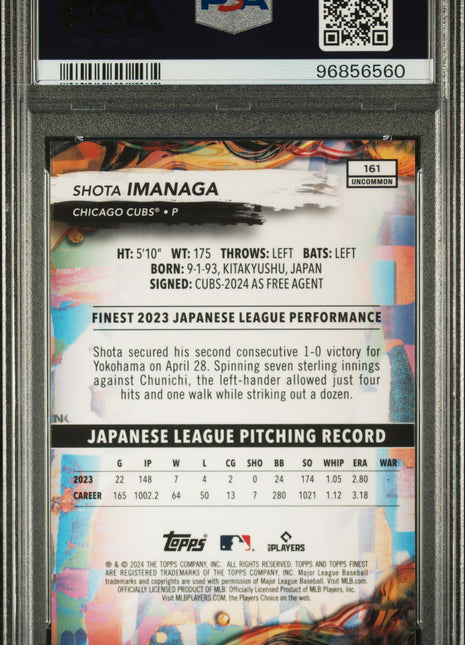 PSA
PSA
96856560
161
UNCOMMON
SHOTA IMANAGA
CHICAGO CUBS® • P
HT: 5'10" WT: 175 THROWS: LEFT BATS: LEFT
BORN: 9-1-93, KITAKYUSHU, JAPAN
SIGNED: CUBS-2024 AS FREE AGENT
FINEST 2023 JAPANESE LEAGUE PERFORMANCE
Shota secured his second consecutive 1-0 victory for
Yokohama on April 28. Spinning seven sterling innings
against Chunichi, the left-hander allowed just four
hits and one walk while striking out a dozen.
JAPANESE LEAGUE PITCHING RECORD
G IP W L CG SHO BB SO WHIP ERA WAR
2023 22 148 7 4 2 0 24 174 1.05 2.80
CAREER 165 1002.2 64 50 13 7 280 1021 1.12 3.18
Topps PLAYERS
® & © 2024 THE TOPPS COMPANY, INC. ALL RIGHTS RESERVED. TOPPS AND TOPPS FINEST
ARE REGISTERED TRADEMARKS OF THE TOPPS COMPANY, INC. Major League Baseball
trademarks and copyrights are used with permission of Major League Baseball. Visit MLB.com.
OFFICIALLY LICENSED PRODUCT OF MLB. Officially Licensed Product of MLB Players, Inc.
Visit MLBPLAYERS.com, the Players Choice on the web.